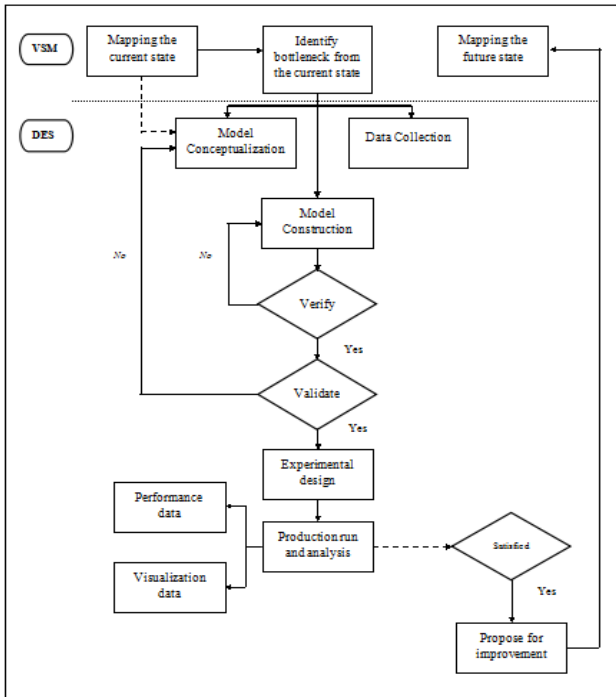 VSM
Mapping the
current state
Identify
bottleneck from
the current state
Mapping the
future state
DES
Model
Conceptualization
Data Collection
Model
Construction
No
No
Verify
Yes
Validate
Yes
Experimental
design
Performance
data
Production run
and analysis
Satisfied
Visualization
data
Yes
Propose for
improvement